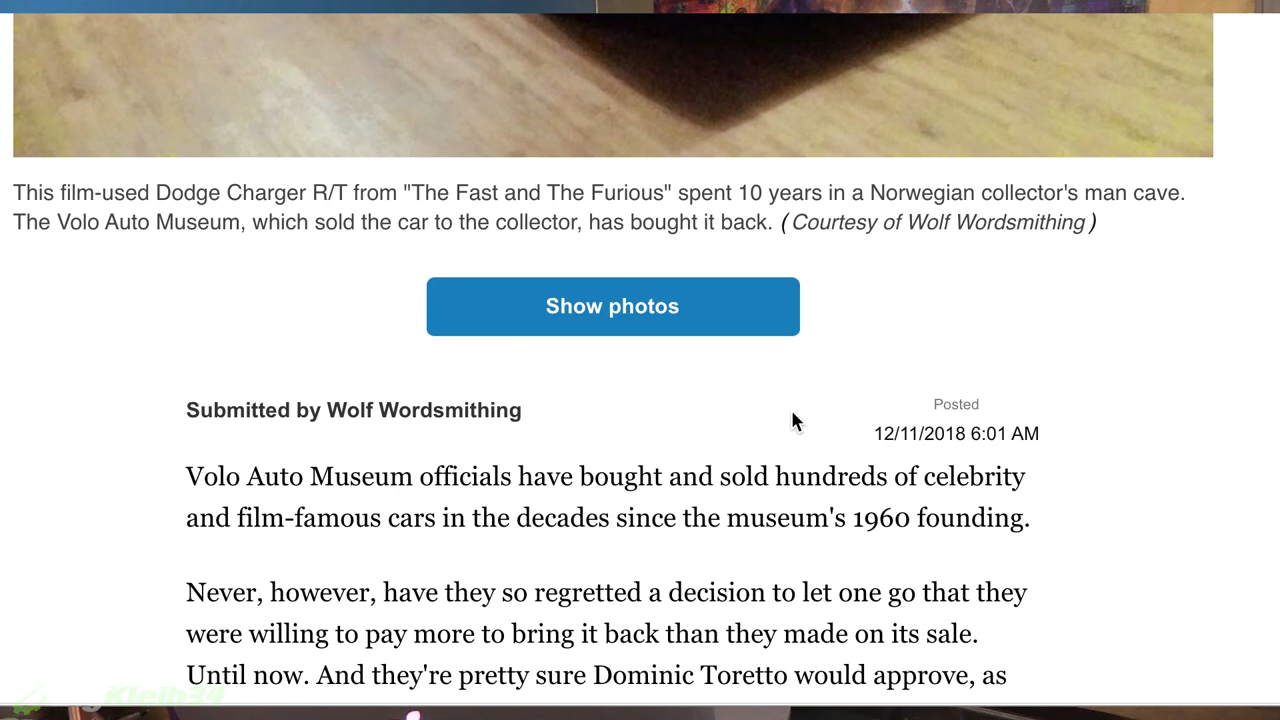 This film-used Dodge Charger R/T from "The Fast and The Furious" spent 10 years in a Norwegian collector's man cave.
The Volo Auto Museum, which sold the car to the collector, has bought it back. (Courtesy of Wolf Wordsmithing)
Show photos
Submitted by Wolf Wordsmithing
Posted
12/11/2018 6:01 AM
Volo Auto Museum officials have bought and sold hundreds of celebrity
and film-famous cars in the decades since the museum's 1960 founding.
Never, however, have they so regretted a decision to let one go that they
were willing to pay more to bring it back than they made on its sale.
Until now. And they're pretty sure Dominic Toretto would approve, as
Kleih34